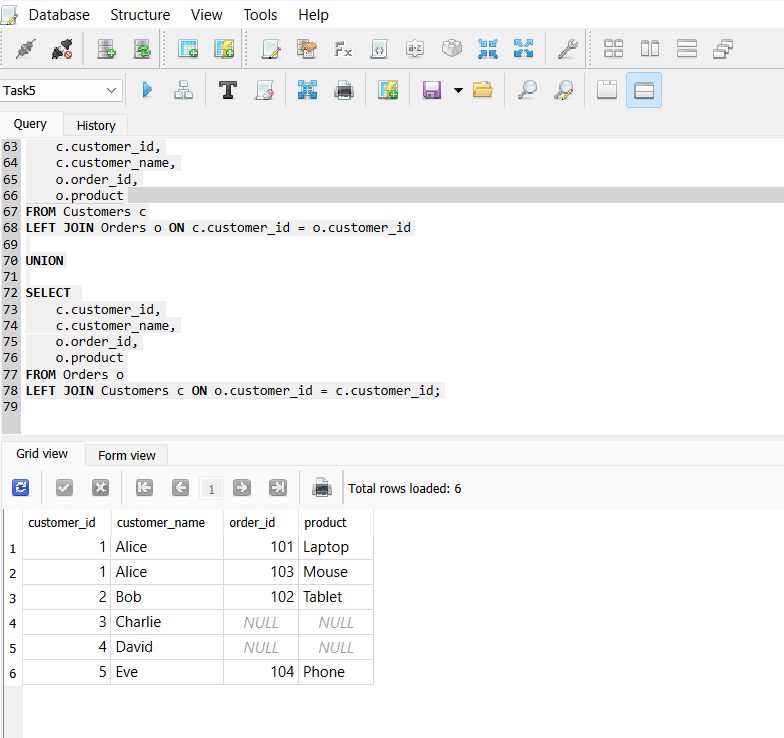 Database Structure View Tools Help
Fx
a-z
Task5
T
Query History
63 c.customer_id,
64 c.customer_name,
65 o.order_id,
66 o.product
67 FROM Customers c
68 LEFT JOIN Orders o ON c.customer_id = o.customer_id
69
70 UNION
71
72 SELECT
73 c.customer_id,
74 c.customer_name,
75 o.order_id,
76 o.product
77 FROM Orders o
78 LEFT JOIN Customers c ON o.customer_id = c.customer_id;
79
Grid view Form view
1 Total rows loaded: 6
customer_id customer_name order_id product
1 1 Alice 101 Laptop
2 1 Alice 103 Mouse
3 2 Bob 102 Tablet
4 3 Charlie NULL NULL
5 4 David NULL NULL
6 5 Eve 104 Phone